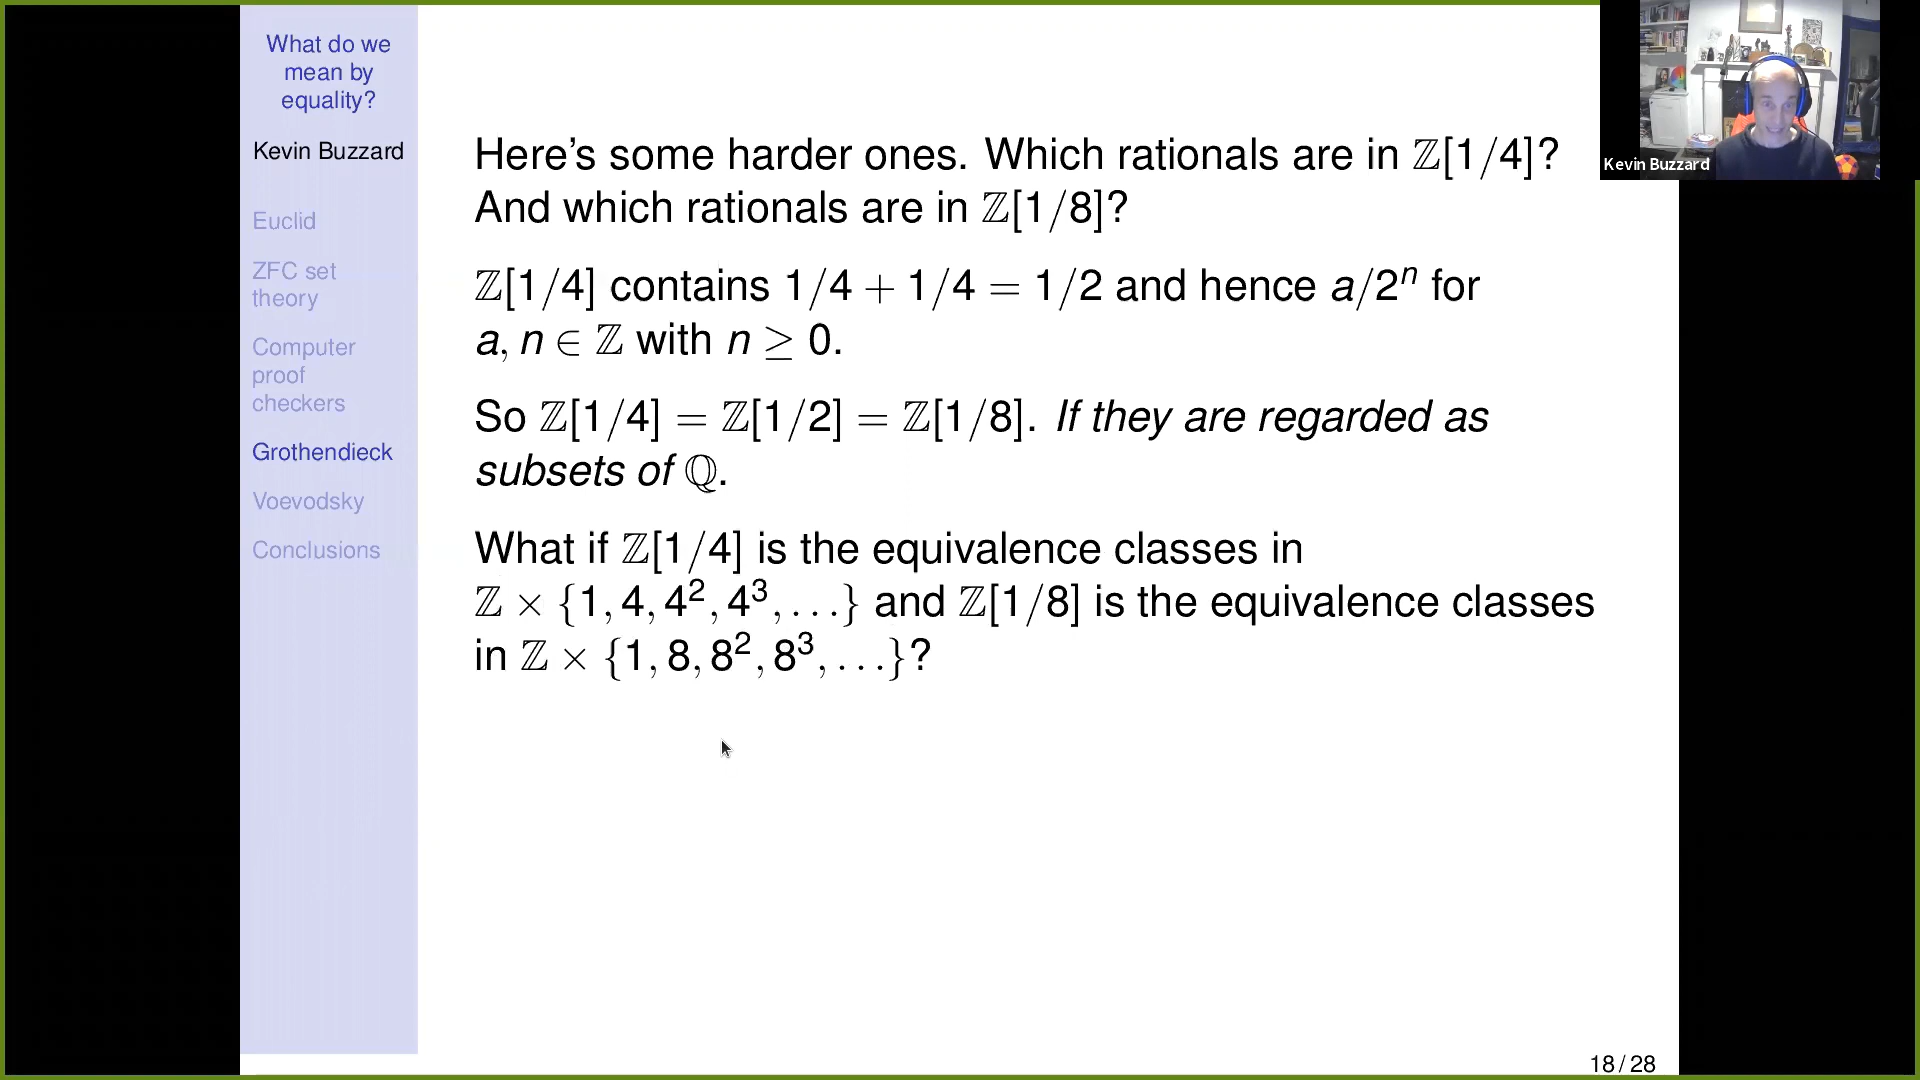 What do we
mean by
equality?
Kevin Buzzard
Euclid
ZFC set
theory
Computer
proof
checkers
Grothendieck
Voevodsky
Conclusions
Here’s some harder ones. Which rationals are in ℤ[1/4]?
And which rationals are in ℤ[1/8]?
ℤ[1/4] contains 1/4 + 1/4 = 1/2 and hence a/2ⁿ for
a, n ∈ ℤ with n ≥ 0.
So ℤ[1/4] = ℤ[1/2] = ℤ[1/8]. If they are regarded as
subsets of ℚ.
What if ℤ[1/4] is the equivalence classes in
ℤ × {1, 4, 4², 4³, . . .} and ℤ[1/8] is the equivalence classes
in ℤ × {1, 8, 8², 8³, . . .}?
18 / 28
Kevin Buzzard